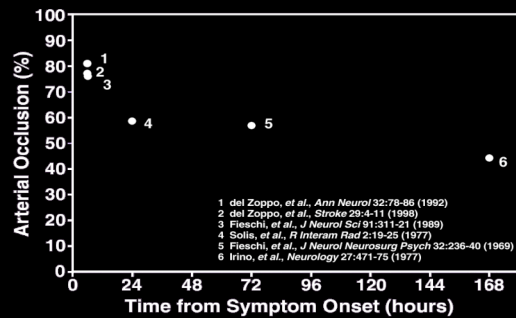 Arterial Occlusion (%)
100
90
80
70
60
50
40
30
20
10
0
1
2
3
4
5
6
1 del Zoppo, et al., Ann Neurol 32:78-86 (1992)
2 del Zoppo, et al., Stroke 29:4-11 (1998)
3 Fieschi, et al., J Neurol Sci 91:311-21 (1989)
4 Solis, et al., R Interam Rad 2:19-25 (1977)
5 Fieschi, et al., J Neurol Neurosurg Psych 32:236-40 (1969)
6 Irino, et al., Neurology 27:471-75 (1977)
0 24 48 72 96 120 144 168
Time from Symptom Onset (hours)